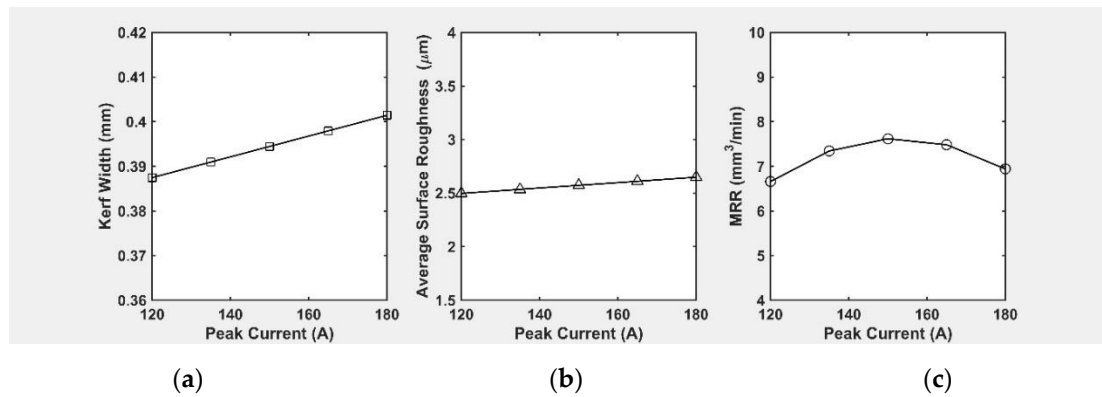 Kerf Width (mm)
0.42
0.41
0.4
0.39
0.38
0.37
0.36
120 140 160 180
Peak Current (A)
Average Surface Roughness (μm)
4
3.5
3
2.5
2
1.5
120 140 160 180
Peak Current (A)
MRR (mm³/min)
10
9
8
7
6
5
4
120 140 160 180
Peak Current (A)
(a) (b) (c)